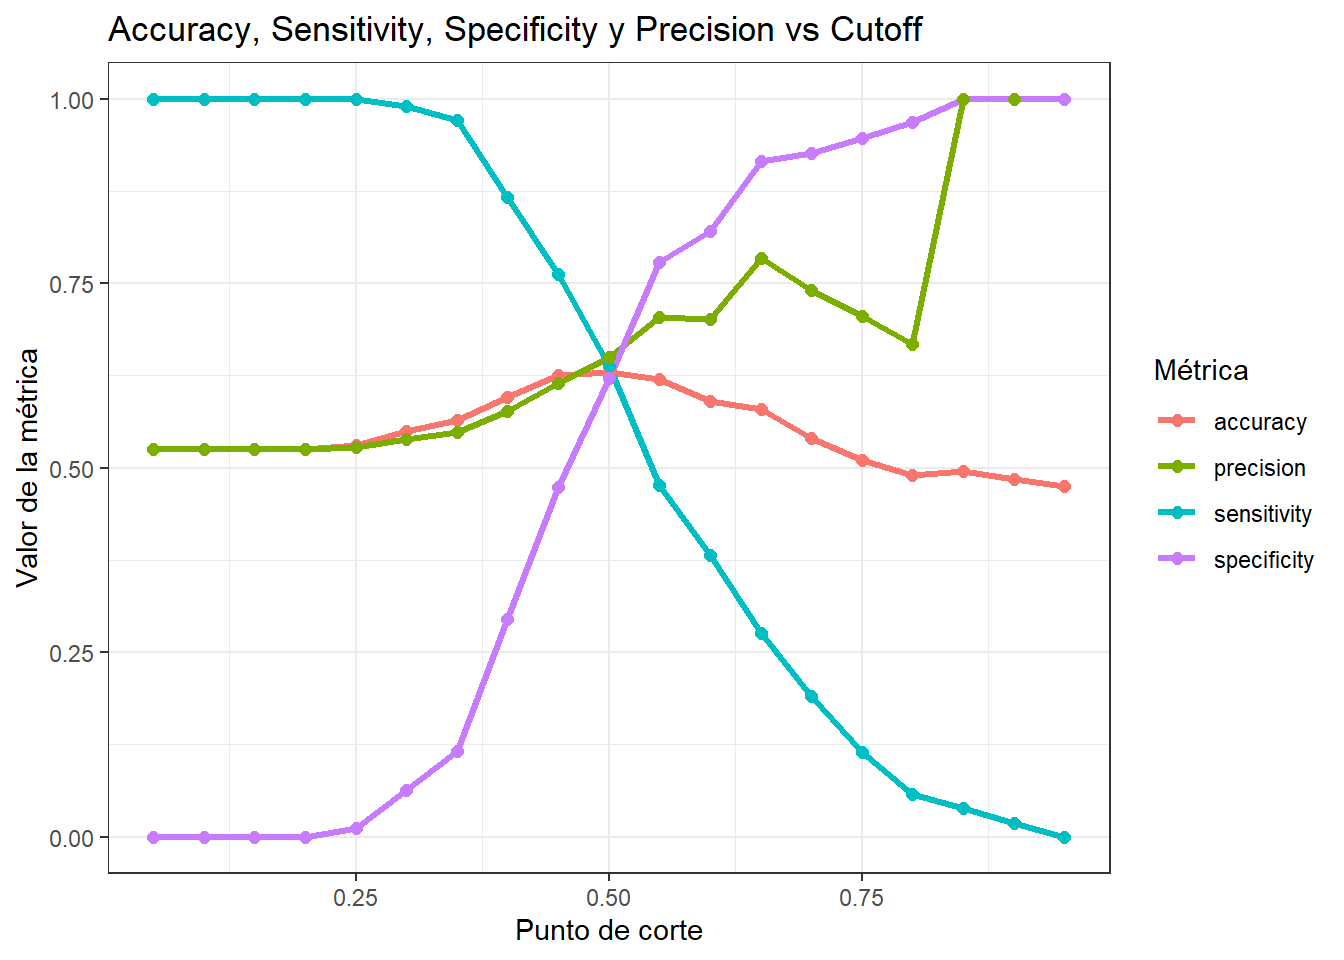 Accuracy, Sensitivity, Specificity y Precision vs Cutoff
1.00
0.75
0.50
0.25
0.00
Valor de la métrica
0.25
0.50
0.75
Punto de corte
Métrica
accuracy
precision
sensitivity
specificity